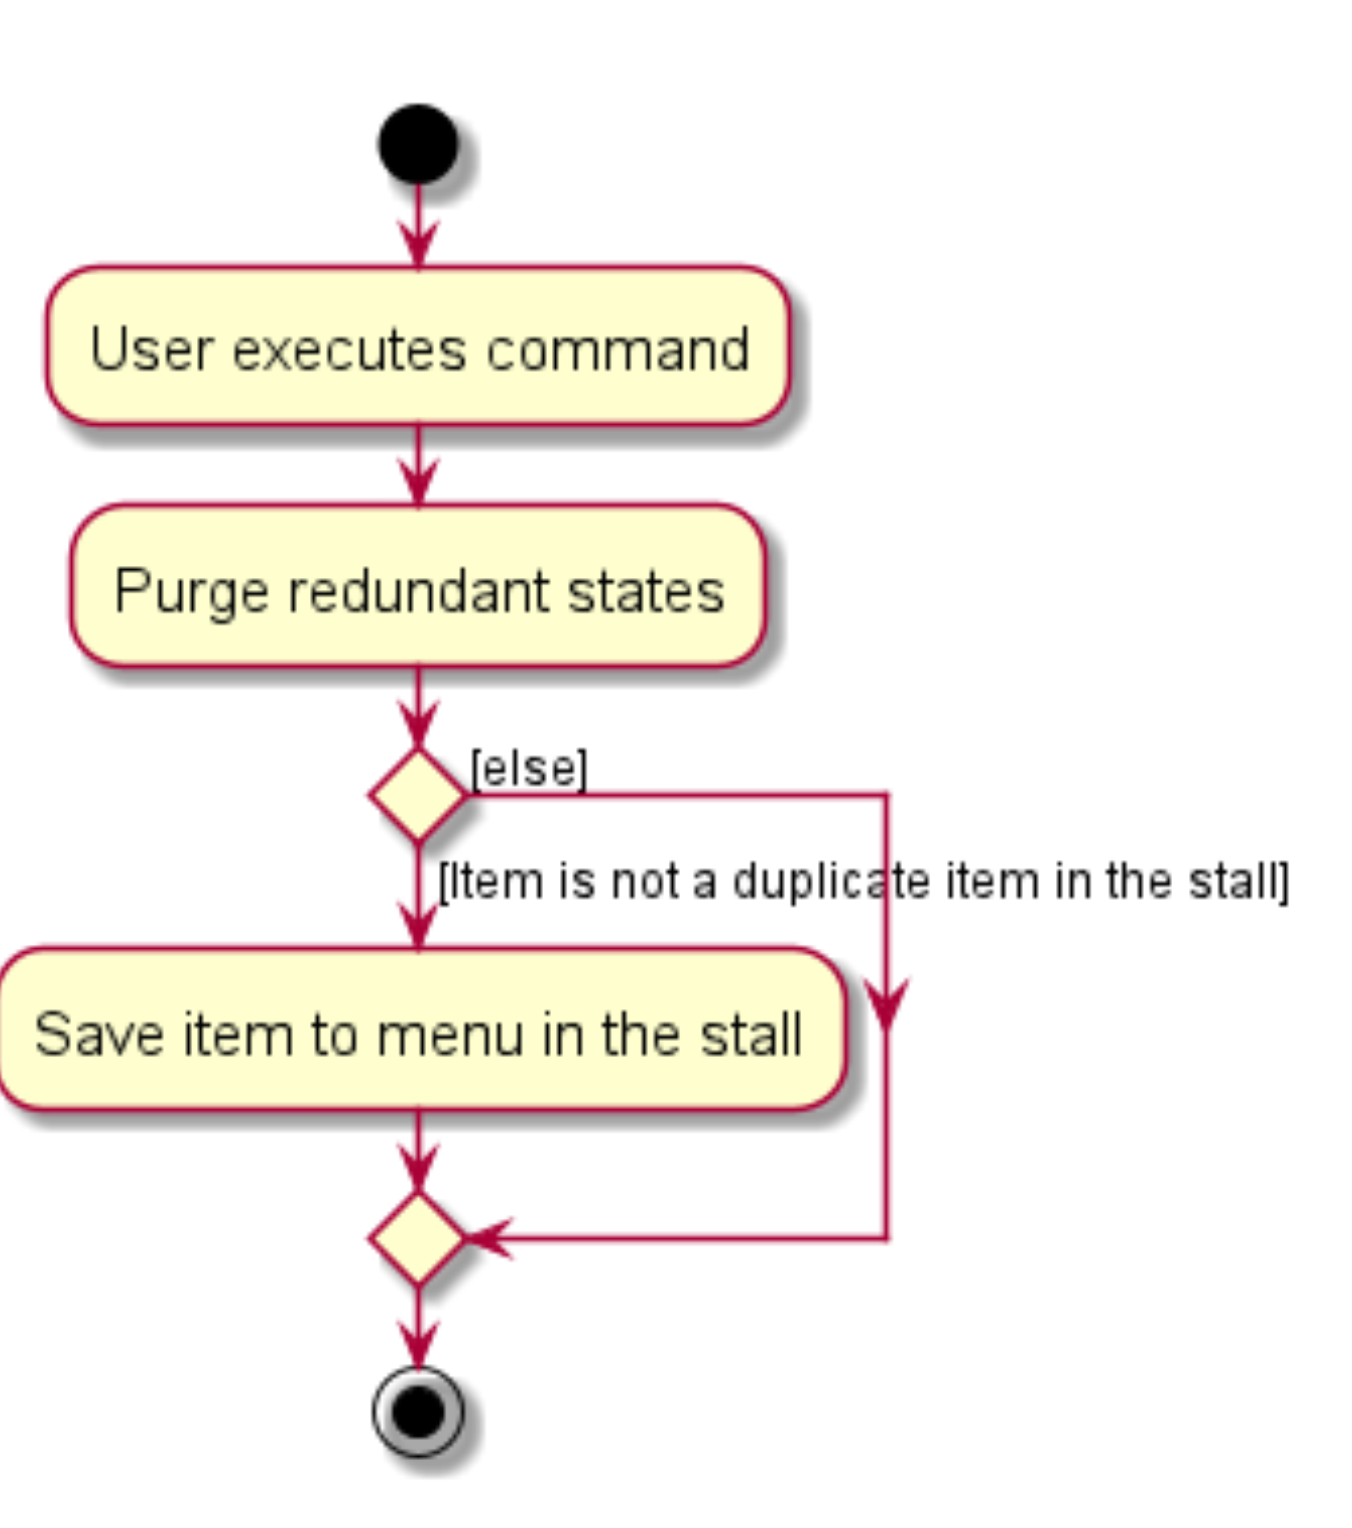 User executes command
Purge redundant states
[else]
[Item is not a duplicate item in the stall]
Save item to menu in the stall